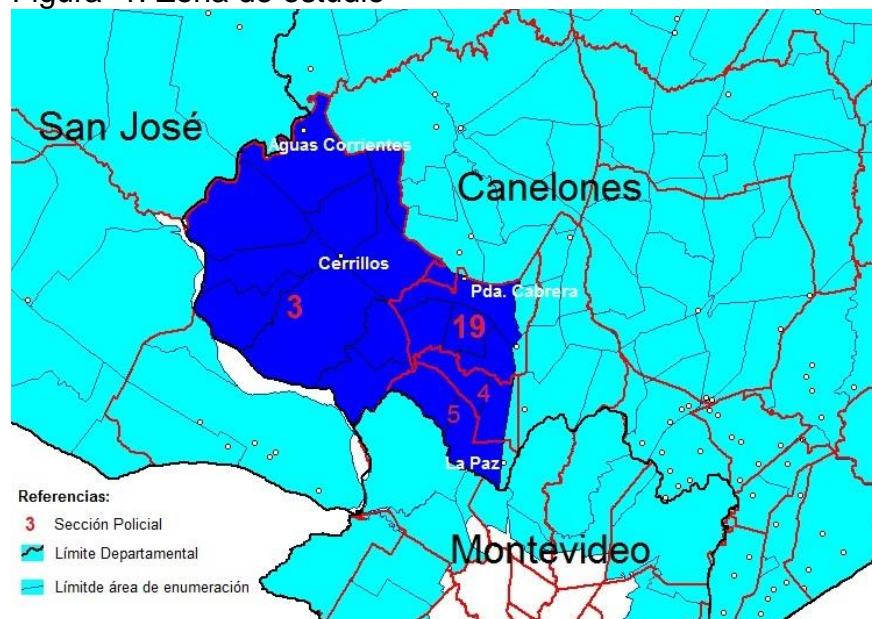 San José
Aguas Corrientes
Canelones
Cerrillos
Pda. Cabrera
3
19
4
5
La Paz
Montevideo
Referencias:
3 Sección Policial
Límite Departamental
Límitde área de enumeración